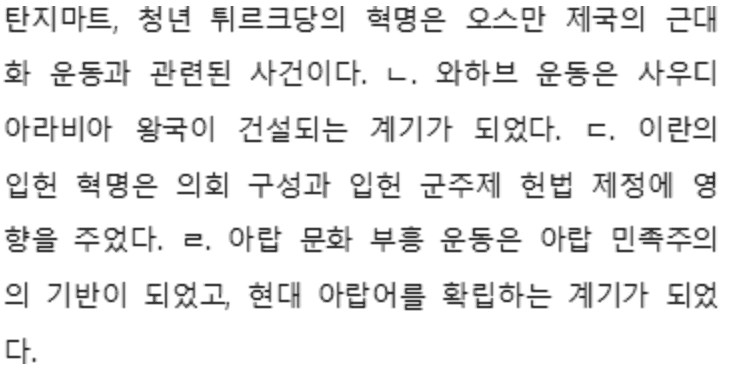 탄지마트, 청년 튀르크당의 혁명은 오스만 제국의 근대
화 운동과 관련된 사건이다. ㄴ. 와하브 운동은 사우디
아라비아 왕국이 건설되는 계기가 되었다. ㄷ. 이란의
입헌 혁명은 의회 구성과 입헌 군주제 헌법 제정에 영
향을 주었다. ㄹ. 아랍 문화 부흥 운동은 아랍 민족주의
의 기반이 되었고, 현대 아랍어를 확립하는 계기가 되었
다.